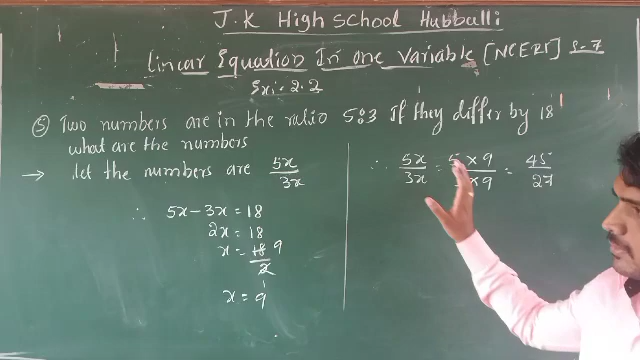 J.K High School Hubballi
Linear Equation In one Variable [NCERT] S-7
Exi-2.2
⑤ Two numbers are in the ratio 5:3 If they differ by 18
what are the numbers
→ let the numbers are 5x/3x
∴ 5x-3x=18
2x=18
x=18/2 9
x=9
∴ 5x/3x = 5×9/3×9 = 45/27